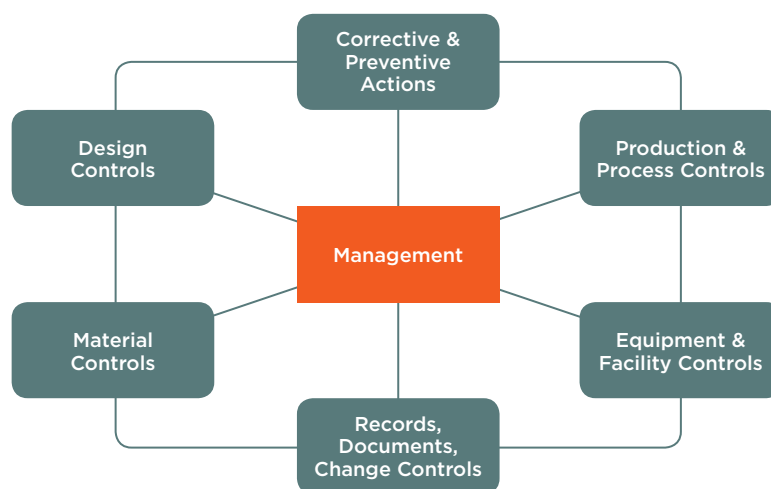 Corrective &
Preventive
Actions
Design
Controls
Production &
Process Controls
Management
Material
Controls
Equipment &
Facility Controls
Records,
Documents,
Change Controls